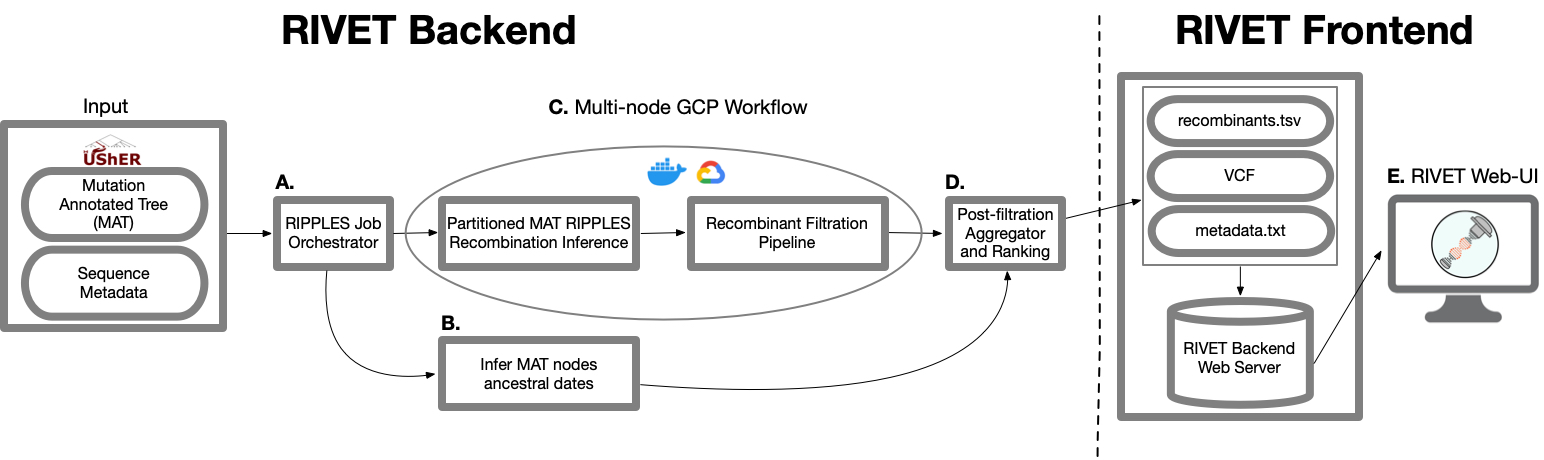 RIVET Backend
RIVET Frontend
Input
UShER
Mutation
Annotated Tree
(MAT)
Sequence
Metadata
A.
RIPPLES Job
Orchestrator
C. Multi-node GCP Workflow
Partitioned MAT RIPPLES
Recombination Inference
Recombinant Filtration
Pipeline
B.
Infer MAT nodes
ancestral dates
D.
Post-filtration
Aggregator
and Ranking
recombinants.tsv
VCF
metadata.txt
RIVET Backend
Web Server
E. RIVET Web-UI